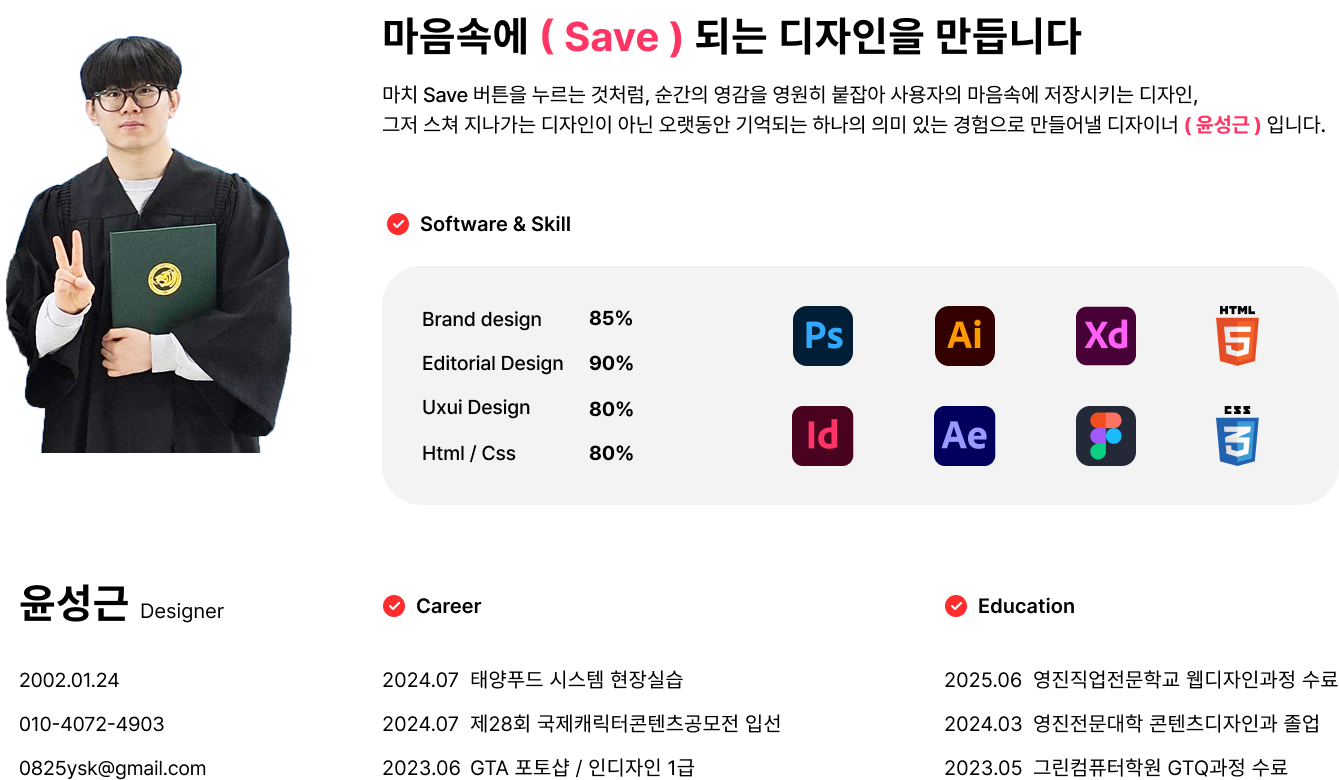 마음속에 ( Save ) 되는 디자인을 만듭니다
마치 Save 버튼을 누르는 것처럼, 순간의 영감을 영원히 붙잡아 사용자의 마음속에 저장시키는 디자인,
그저 스쳐 지나가는 디자인이 아닌 오랫동안 기억되는 하나의 의미 있는 경험으로 만들어낼 디자이너 ( 윤성근 ) 입니다.
Software & Skill
Brand design 85%
Editorial Design 90%
Uxui Design 80%
Html / Css 80%
Ps Ai Xd HTML 5
Id Ae CSS 3
윤성근 Designer
2002.01.24
010-4072-4903
0825ysk@gmail.com
Career
2024.07 태양푸드 시스템 현장실습
2024.07 제28회 국제캐릭터콘텐츠공모전 입선
2023.06 GTA 포토샵 / 인디자인 1급
Education
2025.06 영진직업전문학교 웹디자인과정 수료
2024.03 영진전문대학 콘텐츠디자인과 졸업
2023.05 그린컴퓨터학원 GTQ과정 수료